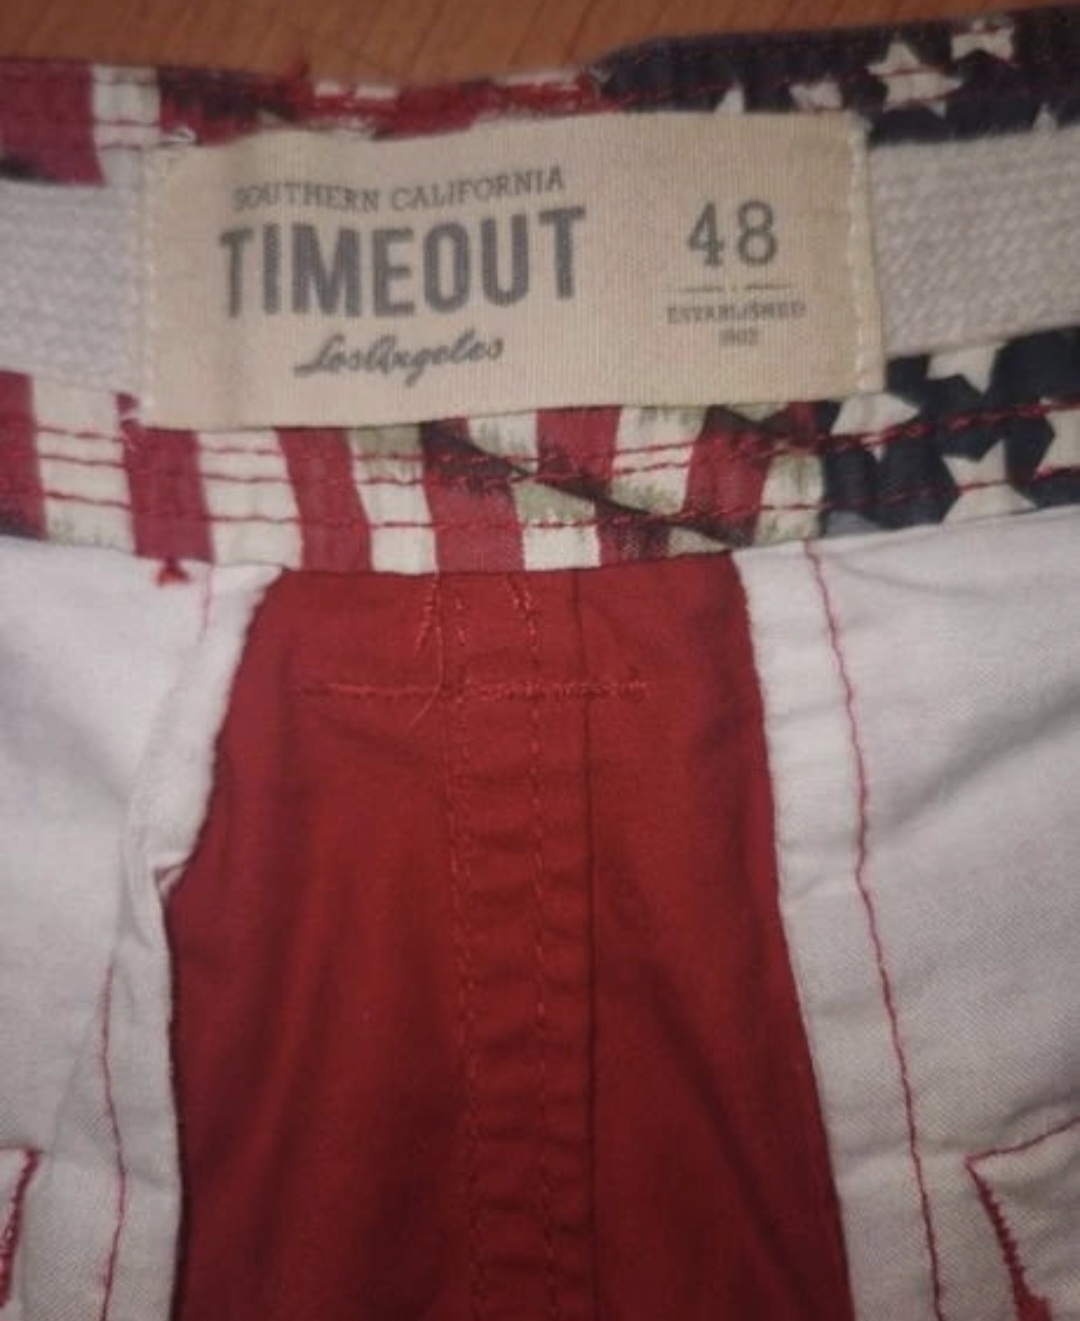 SOUTHERN CALIFORNIA
TIMEOUT
LosAngeles
48
ESTABLISHED